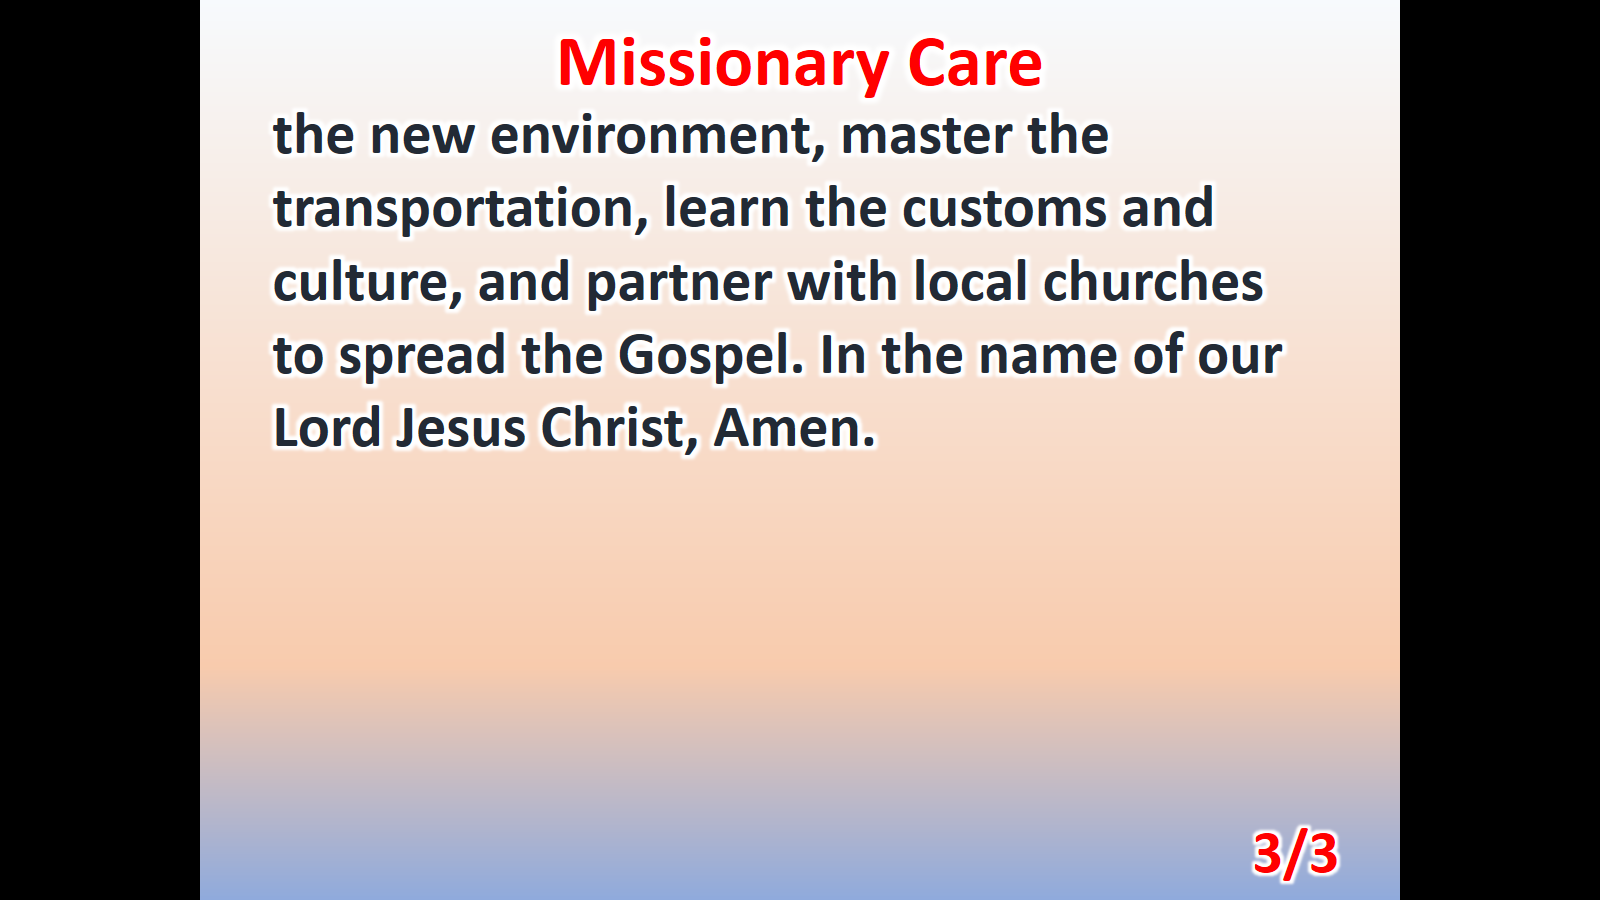 Missionary Care
the new environment, master the
transportation, learn the customs and
culture, and partner with local churches
to spread the Gospel. In the name of our
Lord Jesus Christ, Amen.
3/3